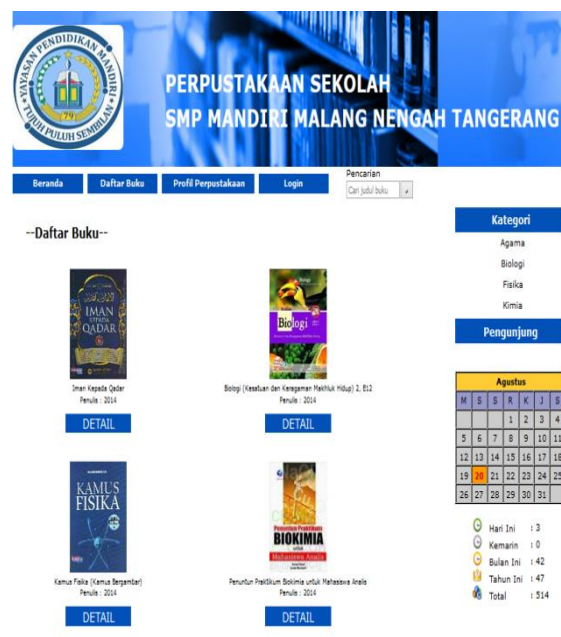 YAYASAN PENDIDIKAN MANDIRI
TUJUH PULUH SEMBILAN
79
PERPUSTAKAAN SEKOLAH
SMP MANDIRI MALANG NENGAH TANGERANG
Beranda
Daftar Buku
Profil Perpustakaan
Login
Pencarian
Cari judul buku
--Daftar Buku--
IMAN
KEPADA
QADAR
Iman Kepada Qadar
Penulis : 2014
DETAIL
Biologi
Biologi (Kesatuan dan Keragaman Makhluk Hidup) 2, E12
Penulis : 2014
DETAIL
KAMUS
FISIKA
Kamus Fisika (Kamus Bergambar)
Penulis : 2014
DETAIL
Penuntun Praktikum
BIOKIMIA
untuk
Mahasiswa Analis
Penuntun Praktikum Biokimia untuk Mahasiswa Analis
Penulis : 2014
DETAIL
Kategori
Agama
Biologi
Fisika
Kimia
Pengunjung
Agustus
M S S R K J S
1 2 3 4
5 6 7 8 9 10 11
12 13 14 15 16 17 18
19 20 21 22 23 24 25
26 27 28 29 30 31
Hari Ini : 3
Kemarin : 0
Bulan Ini : 42
Tahun Ini : 47
Total : 514